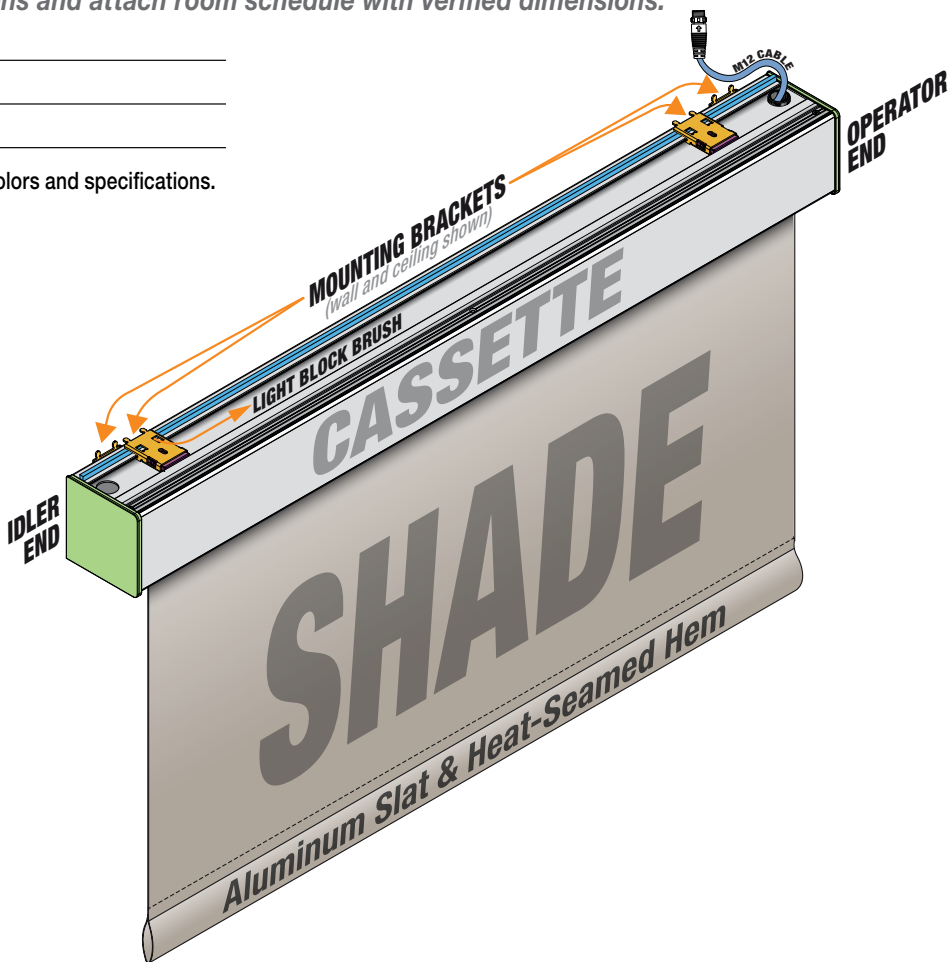 ns and attach room schedule with verified dimensions.
M12 CABLE
OPERATOR
END
olors and specifications.
MOUNTING BRACKETS
(wall and ceiling shown)
LIGHT BLOCK BRUSH
CASSETTE
IDLER
END
SHADE
Aluminum Slat & Heat-Seamed Hem